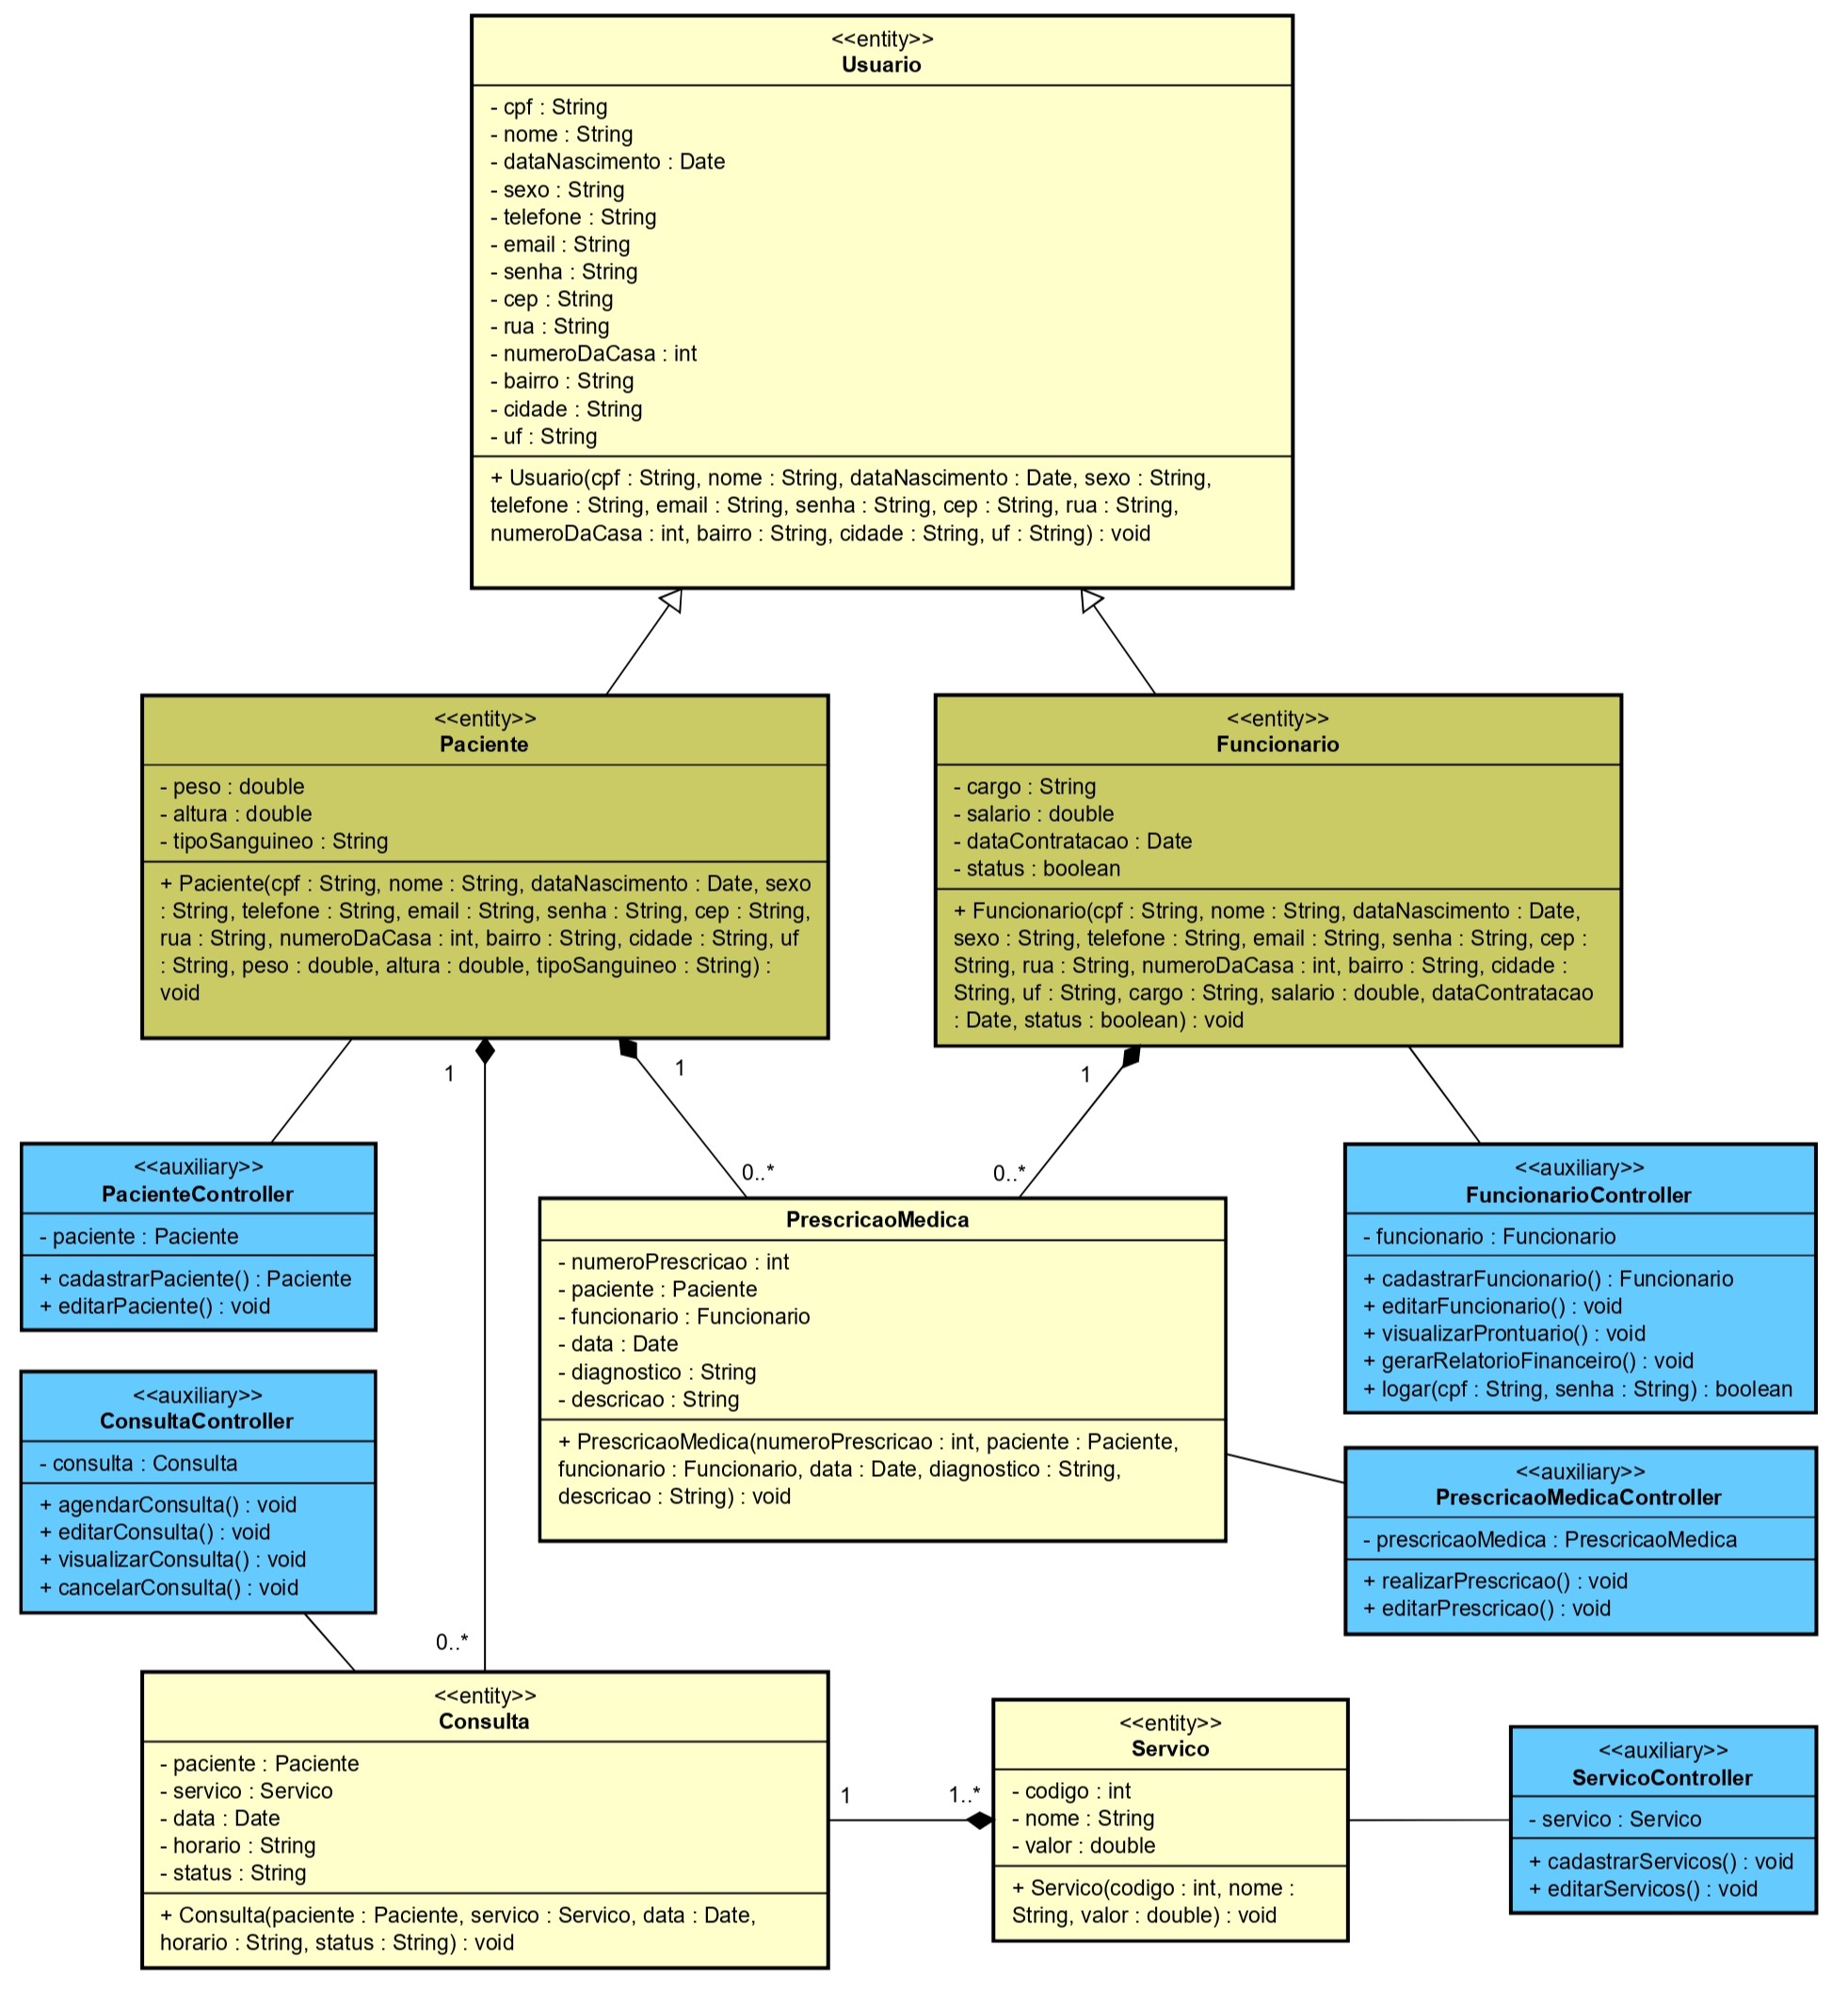 <<entity>>
Usuario
- cpf : String
- nome : String
- dataNascimento : Date
- sexo : String
- telefone : String
- email : String
- senha : String
- cep : String
- rua : String
- numeroDaCasa : int
- bairro : String
- cidade : String
- uf : String
+ Usuario(cpf : String, nome : String, dataNascimento : Date, sexo : String,
telefone : String, email : String, senha : String, cep : String, rua : String,
numeroDaCasa : int, bairro : String, cidade : String, uf : String) : void
<<entity>>
Paciente
- peso : double
- altura : double
- tipoSanguineo : String
+ Paciente(cpf : String, nome : String, dataNascimento : Date, sexo
: String, telefone : String, email : String, senha : String, cep : String,
rua : String, numeroDaCasa : int, bairro : String, cidade : String, uf
: String, peso : double, altura : double, tipoSanguineo : String) :
void
<<entity>>
Funcionario
- cargo : String
- salario : double
- dataContratacao : Date
- status : boolean
+ Funcionario(cpf : String, nome : String, dataNascimento : Date,
sexo : String, telefone : String, email : String, senha : String, cep :
String, rua : String, numeroDaCasa : int, bairro : String, cidade :
String, uf : String, cargo : String, salario : double, dataContratacao
: Date, status : boolean) : void
1
1
1
0..*
0..*
<<auxiliary>>
PacienteController
- paciente : Paciente
+ cadastrarPaciente() : Paciente
+ editarPaciente() : void
PrescricaoMedica
- numeroPrescricao : int
- paciente : Paciente
- funcionario : Funcionario
- data : Date
- diagnostico : String
- descricao : String
+ PrescricaoMedica(numeroPrescricao : int, paciente : Paciente,
funcionario : Funcionario, data : Date, diagnostico : String,
descricao : String) : void
<<auxiliary>>
FuncionarioController
- funcionario : Funcionario
+ cadastrarFuncionario() : Funcionario
+ editarFuncionario() : void
+ visualizarProntuario() : void
+ gerarRelatorioFinanceiro() : void
+ logar(cpf : String, senha : String) : boolean
<<auxiliary>>
ConsultaController
- consulta : Consulta
+ agendarConsulta() : void
+ editarConsulta() : void
+ visualizarConsulta() : void
+ cancelarConsulta() : void
<<auxiliary>>
PrescricaoMedicaController
- prescricaoMedica : PrescricaoMedica
+ realizarPrescricao() : void
+ editarPrescricao() : void
0..*
<<entity>>
Consulta
- paciente : Paciente
- servico : Servico
- data : Date
- horario : String
- status : String
+ Consulta(paciente : Paciente, servico : Servico, data : Date,
horario : String, status : String) : void
1
1..*
<<entity>>
Servico
- codigo : int
- nome : String
- valor : double
+ Servico(codigo : int, nome :
String, valor : double) : void
<<auxiliary>>
ServicoController
- servico : Servico
+ cadastrarServicos() : void
+ editarServicos() : void